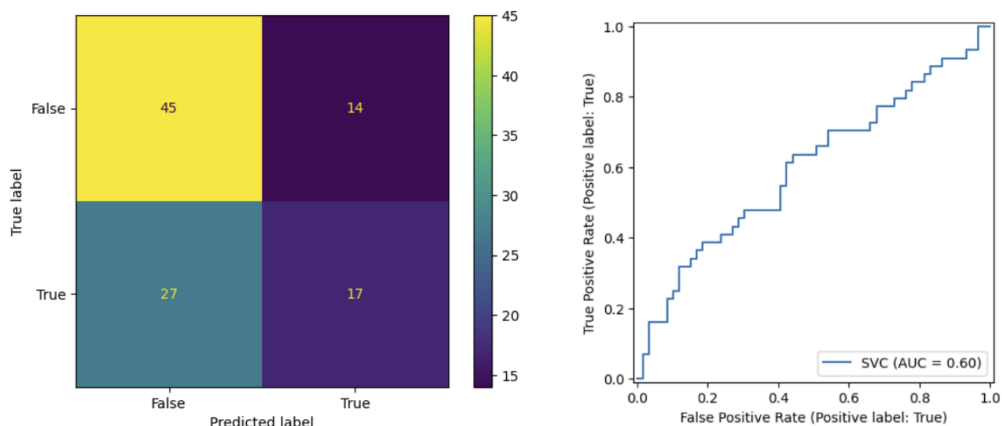 True label
False
True
45
14
27
17
False
True
Predicted label
45
40
35
30
25
20
15
True Positive Rate (Positive label: True)
1.0
0.8
0.6
0.4
0.2
0.0
SVC (AUC = 0.60)
0.0
0.2
0.4
0.6
0.8
1.0
False Positive Rate (Positive label: True)